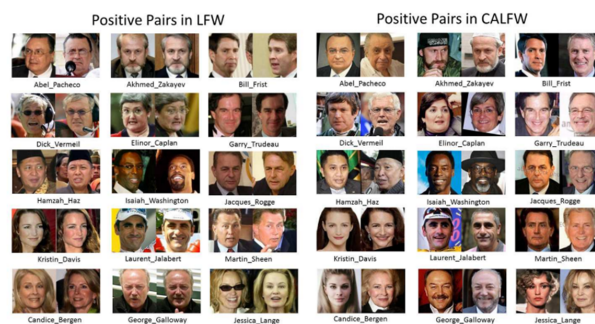 Positive Pairs in LFW
Positive Pairs in CALFW
Abel_Pacheco
Akhmed_Zakayev
Bill_Frist
Abel_Pacheco
Akhmed_Zakayev
Bill_Frist
Dick_Vermeil
Elinor_Caplan
Garry_Trudeau
Dick_Vermeil
Elinor_Caplan
Garry_Trudeau
Hamzah_Haz
Isaiah_Washington
Jacques_Rogge
Hamzah_Haz
Isaiah_Washington
Jacques_Rogge
Kristin_Davis
Laurent_Jalabert
Martin_Sheen
Kristin_Davis
Laurent_Jalabert
Martin_Sheen
Candice_Bergen
George_Galloway
Jessica_Lange
Candice_Bergen
George_Galloway
Jessica_Lange